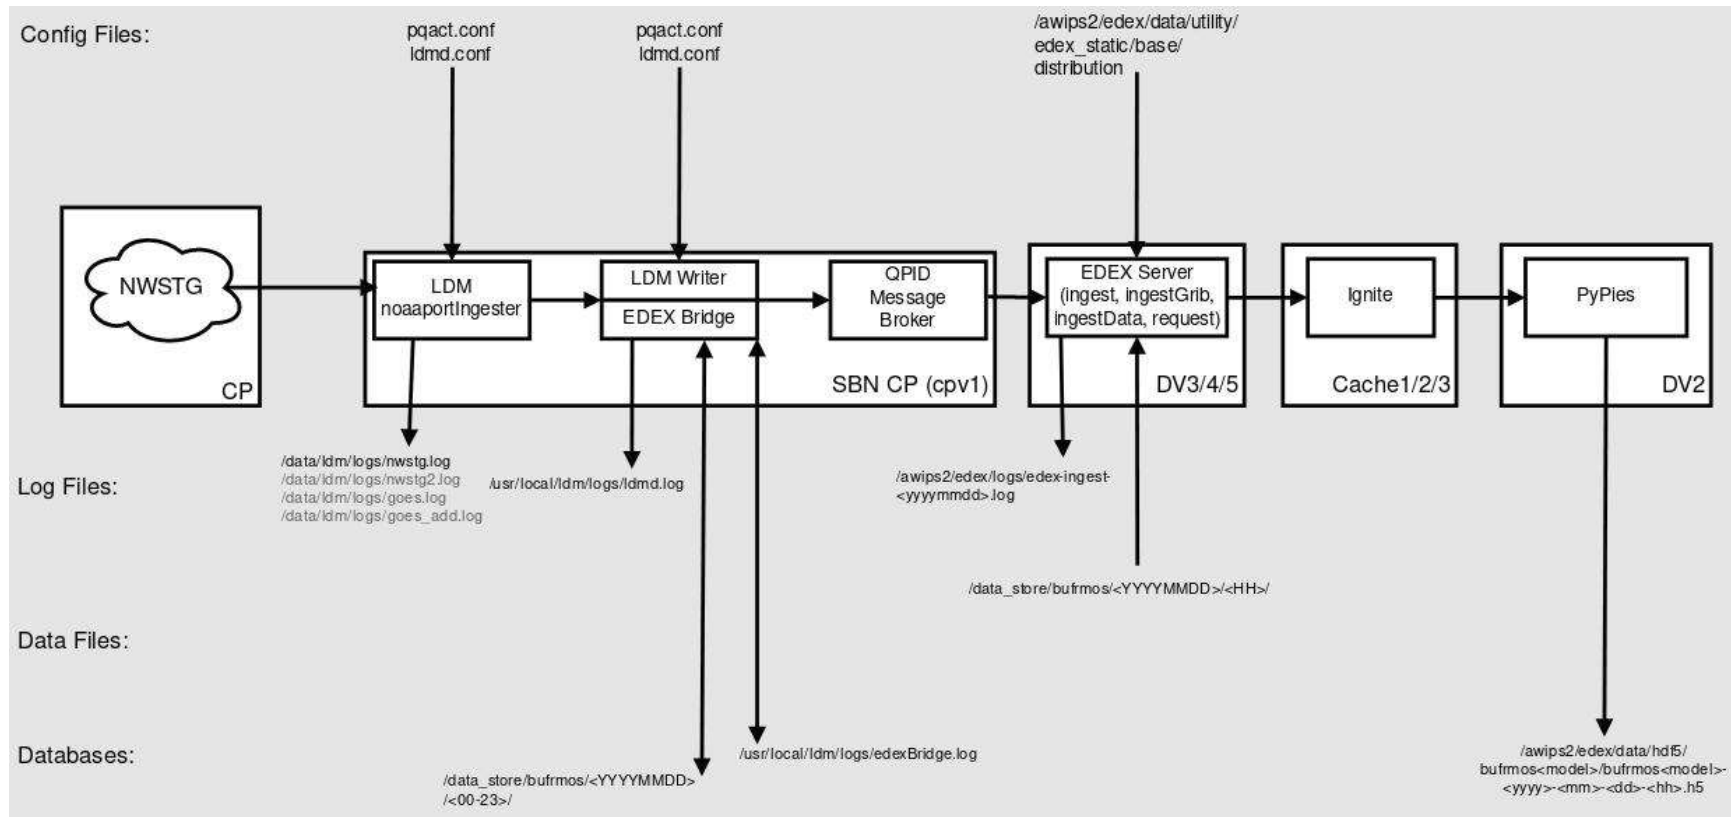 Config Files:
pqact.conf
ldmd.conf
pqact.conf
ldmd.conf
/awips2/edex/data/utility/
edex_static/base/
distribution
NWSTG
CP
LDM
noaaportIngester
LDM Writer
EDEX Bridge
QPID
Message
Broker
SBN CP (cpv1)
EDEX Server
(ingest, ingestGrib,
ingestData, request)
DV3/4/5
Ignite
Cache1/2/3
PyPies
DV2
Log Files:
/data/ldm/logs/nwstg.log
/data/ldm/logs/nwstg2.log
/data/ldm/logs/goes.log
/data/ldm/logs/goes_add.log
/usr/local/ldm/logs/ldmd.log
/awips2/edex/logs/edex-ingest-
<yyyymmdd>.log
/data_store/bufrmos/<YYYYMMDD>/<HH>/
Data Files:
Databases:
/data_store/bufrmos/<YYYYMMDD>
/<00-23>/
/usr/local/ldm/logs/edexBridge.log
/awips2/edex/data/hdf5/
bufrmos<model>/bufrmos<model>-
<yyyy>-<mm>-<dd>-<hh>.h5